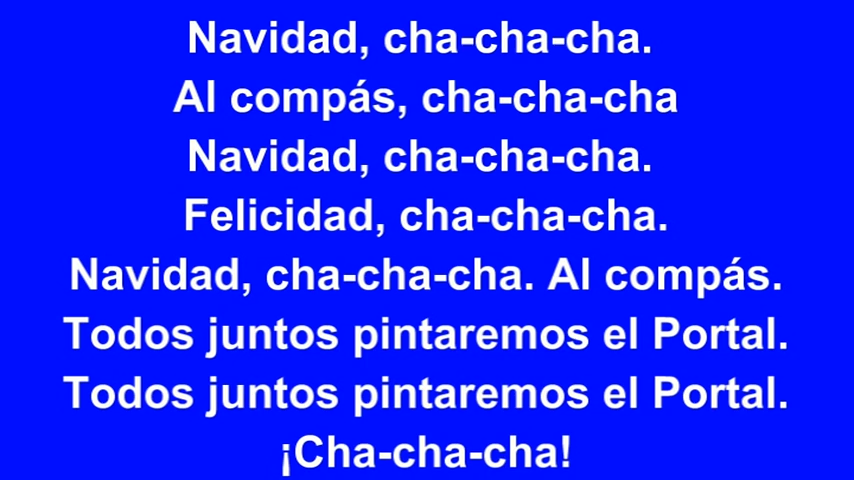 Navidad, cha-cha-cha.
Al compás, cha-cha-cha
Navidad, cha-cha-cha.
Felicidad, cha-cha-cha.
Navidad, cha-cha-cha. Al compás.
Todos juntos pintaremos el Portal.
Todos juntos pintaremos el Portal.
¡Cha-cha-cha!